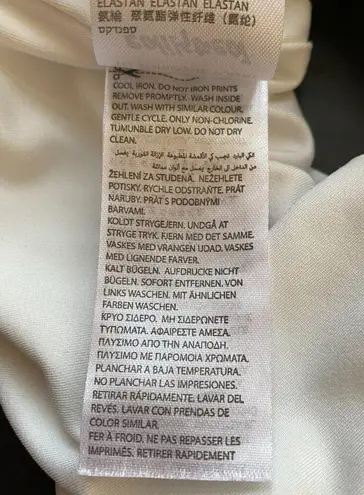 ELASTAN ELASTAN ELASTAN
氨纶 聚氨酯弹性纤维 (氨纶)
ספנדקס
COOL IRON. DO NOT IRON PRINTS
REMOVE PROMPTLY. WASH INSIDE
OUT. WASH WITH SIMILAR COLOUR.
GENTLE CYCLE. ONLY NON-CHLORINE.
TUMUNBLE DRY LOW. DO NOT DRY
CLEAN.
ŽEHLENÍ ZA STUDENA. NEŽEHLETE
POTISKY. RYCHLE ODSTRAŇTE. PRÁT
NARUBY. PRÁT S PODOBNÝMI
BARVAMI.
KOLDT STRYGEJERN. UNDGÅ AT
STRYGE TRYK. FJERN MED DET SAMME.
VASKES MED VRANGEN UDAD. VASKES
MED LIGNENDE FARVER.
KALT BÜGELN. AUFDRUCKE NICHT
BÜGELN. SOFORT ENTFERNEN. VON
LINKS WASCHEN. MIT ÄHNLICHEN
FARBEN WASCHEN.
ΚΡΥΟ ΣΙΔΕΡΟ. ΜΗ ΣΙΔΕΡΩΝΕΤΕ
ΤΥΠΩΜΑΤΑ. ΑΦΑΙΡΕΣΤΕ ΑΜΕΣΑ.
ΠΛΥΣΙΜΟ ΑΠΟ ΤΗΝ ΑΝΑΠΟΔΗ.
ΠΛΥΣΙΜΟ ΜΕ ΠΑΡΟΜΟΙΑ ΧΡΩΜΑΤΑ.
PLANCHAR A BAJA TEMPERATURA.
NO PLANCHAR LAS IMPRESIONES.
RETIRAR RÁPIDAMENTE. LAVAR DEL
REVÉS. LAVAR CON PRENDAS DE
COLOR SIMILAR.
FER À FROID. NE PAS REPASSER LES
IMPRIMÉS. RETIRER RAPIDEMENT